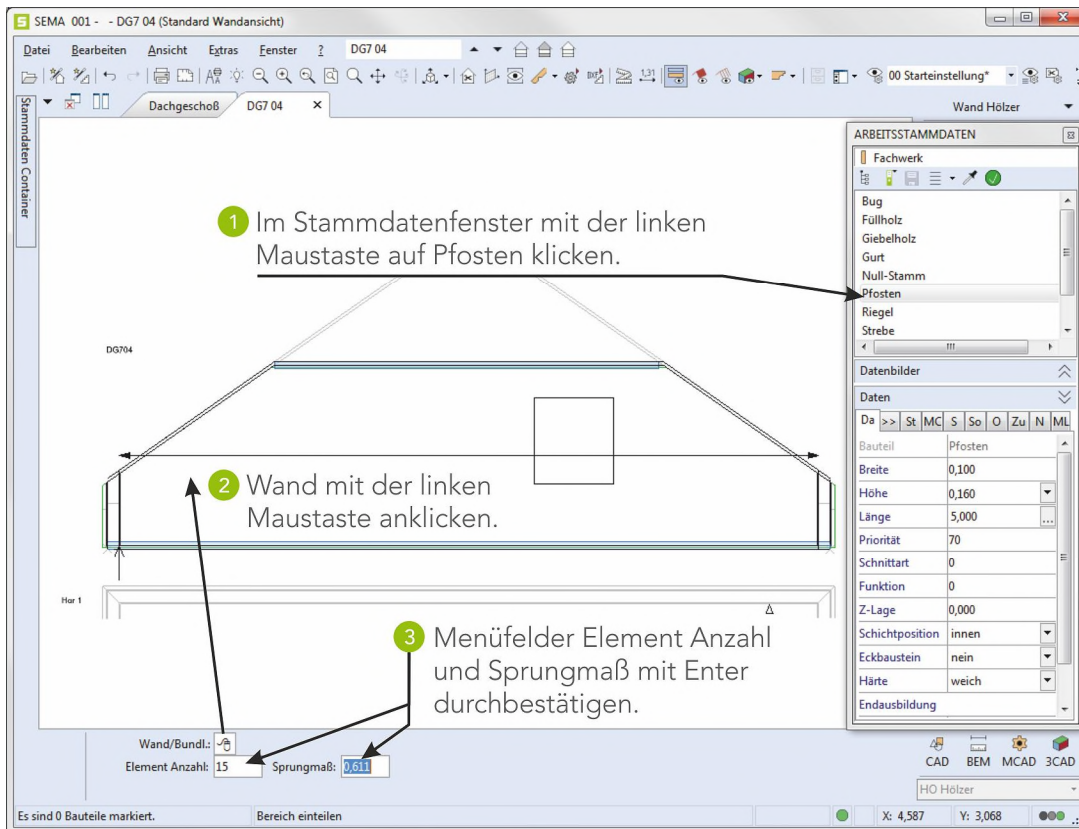 SEMA 001 - - DG7 04 (Standard Wandansicht)
Datei Bearbeiten Ansicht Extras Fenster ? DG7 04
00 Starteinstellung*
Stammdaten Container
Dachgeschoß DG7 04
Wand Hölzer
ARBEITSSTAMMDATEN
Fachwerk
Bug
Füllholz
Giebelholz
Gurt
Null-Stamm
Pfosten
Riegel
Strebe
1 Im Stammdatenfenster mit der linken
Maustaste auf Pfosten klicken.
DG704
2 Wand mit der linken
Maustaste anklicken.
Har 1
3 Menüfelder Element Anzahl
und Sprungmaß mit Enter
durchbestätigen.
Datenbilder
Daten
Da >> St MC S So O Zu N ML
Bauteil Pfosten
Breite 0,100
Höhe 0,160
Länge 5,000 ...
Priorität 70
Schnittart 0
Funktion 0
Z-Lage 0,000
Schichtposition innen
Eckbaustein nein
Härte weich
Endausbildung
Wand/Bundl.:
Element Anzahl: 15 Sprungmaß: 0,611
CAD BEM MCAD 3CAD
HO Hölzer
Es sind 0 Bauteile markiert. Bereich einteilen X: 4,587 Y: 3,068